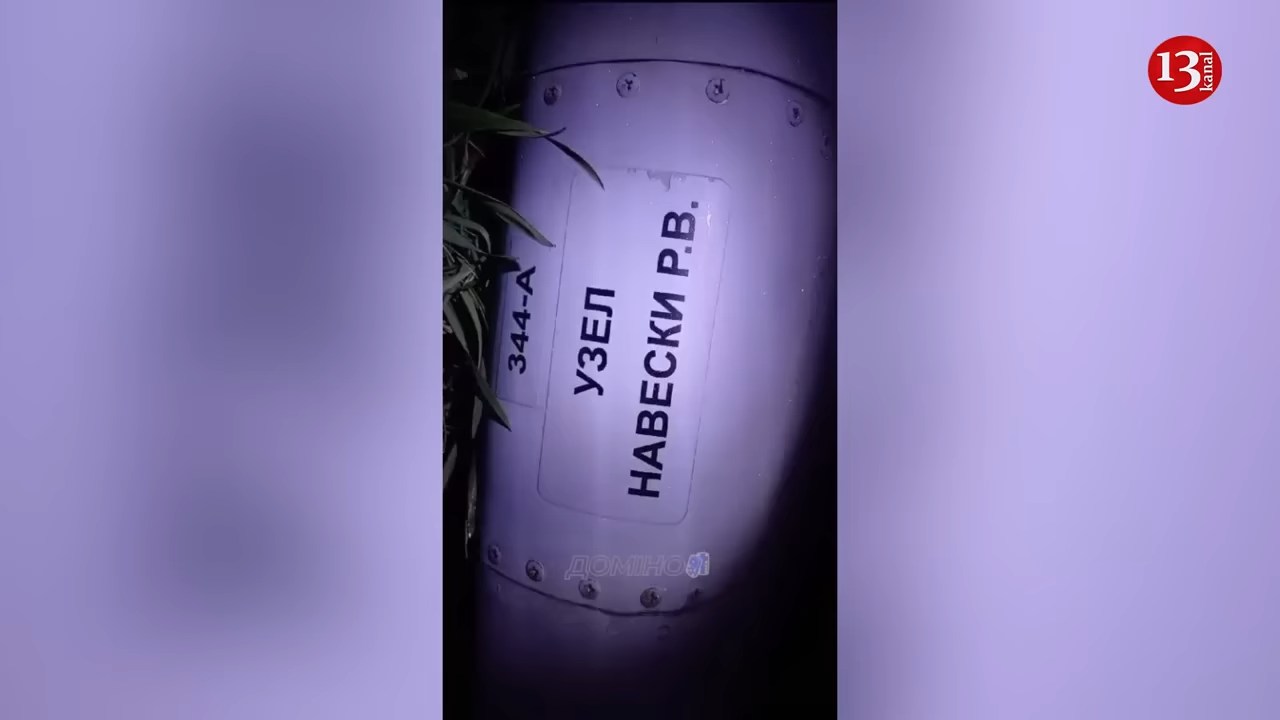 344-А
УЗЕЛ
НАВЕСКИ Р.В.
ДОМІНО
13
kanal